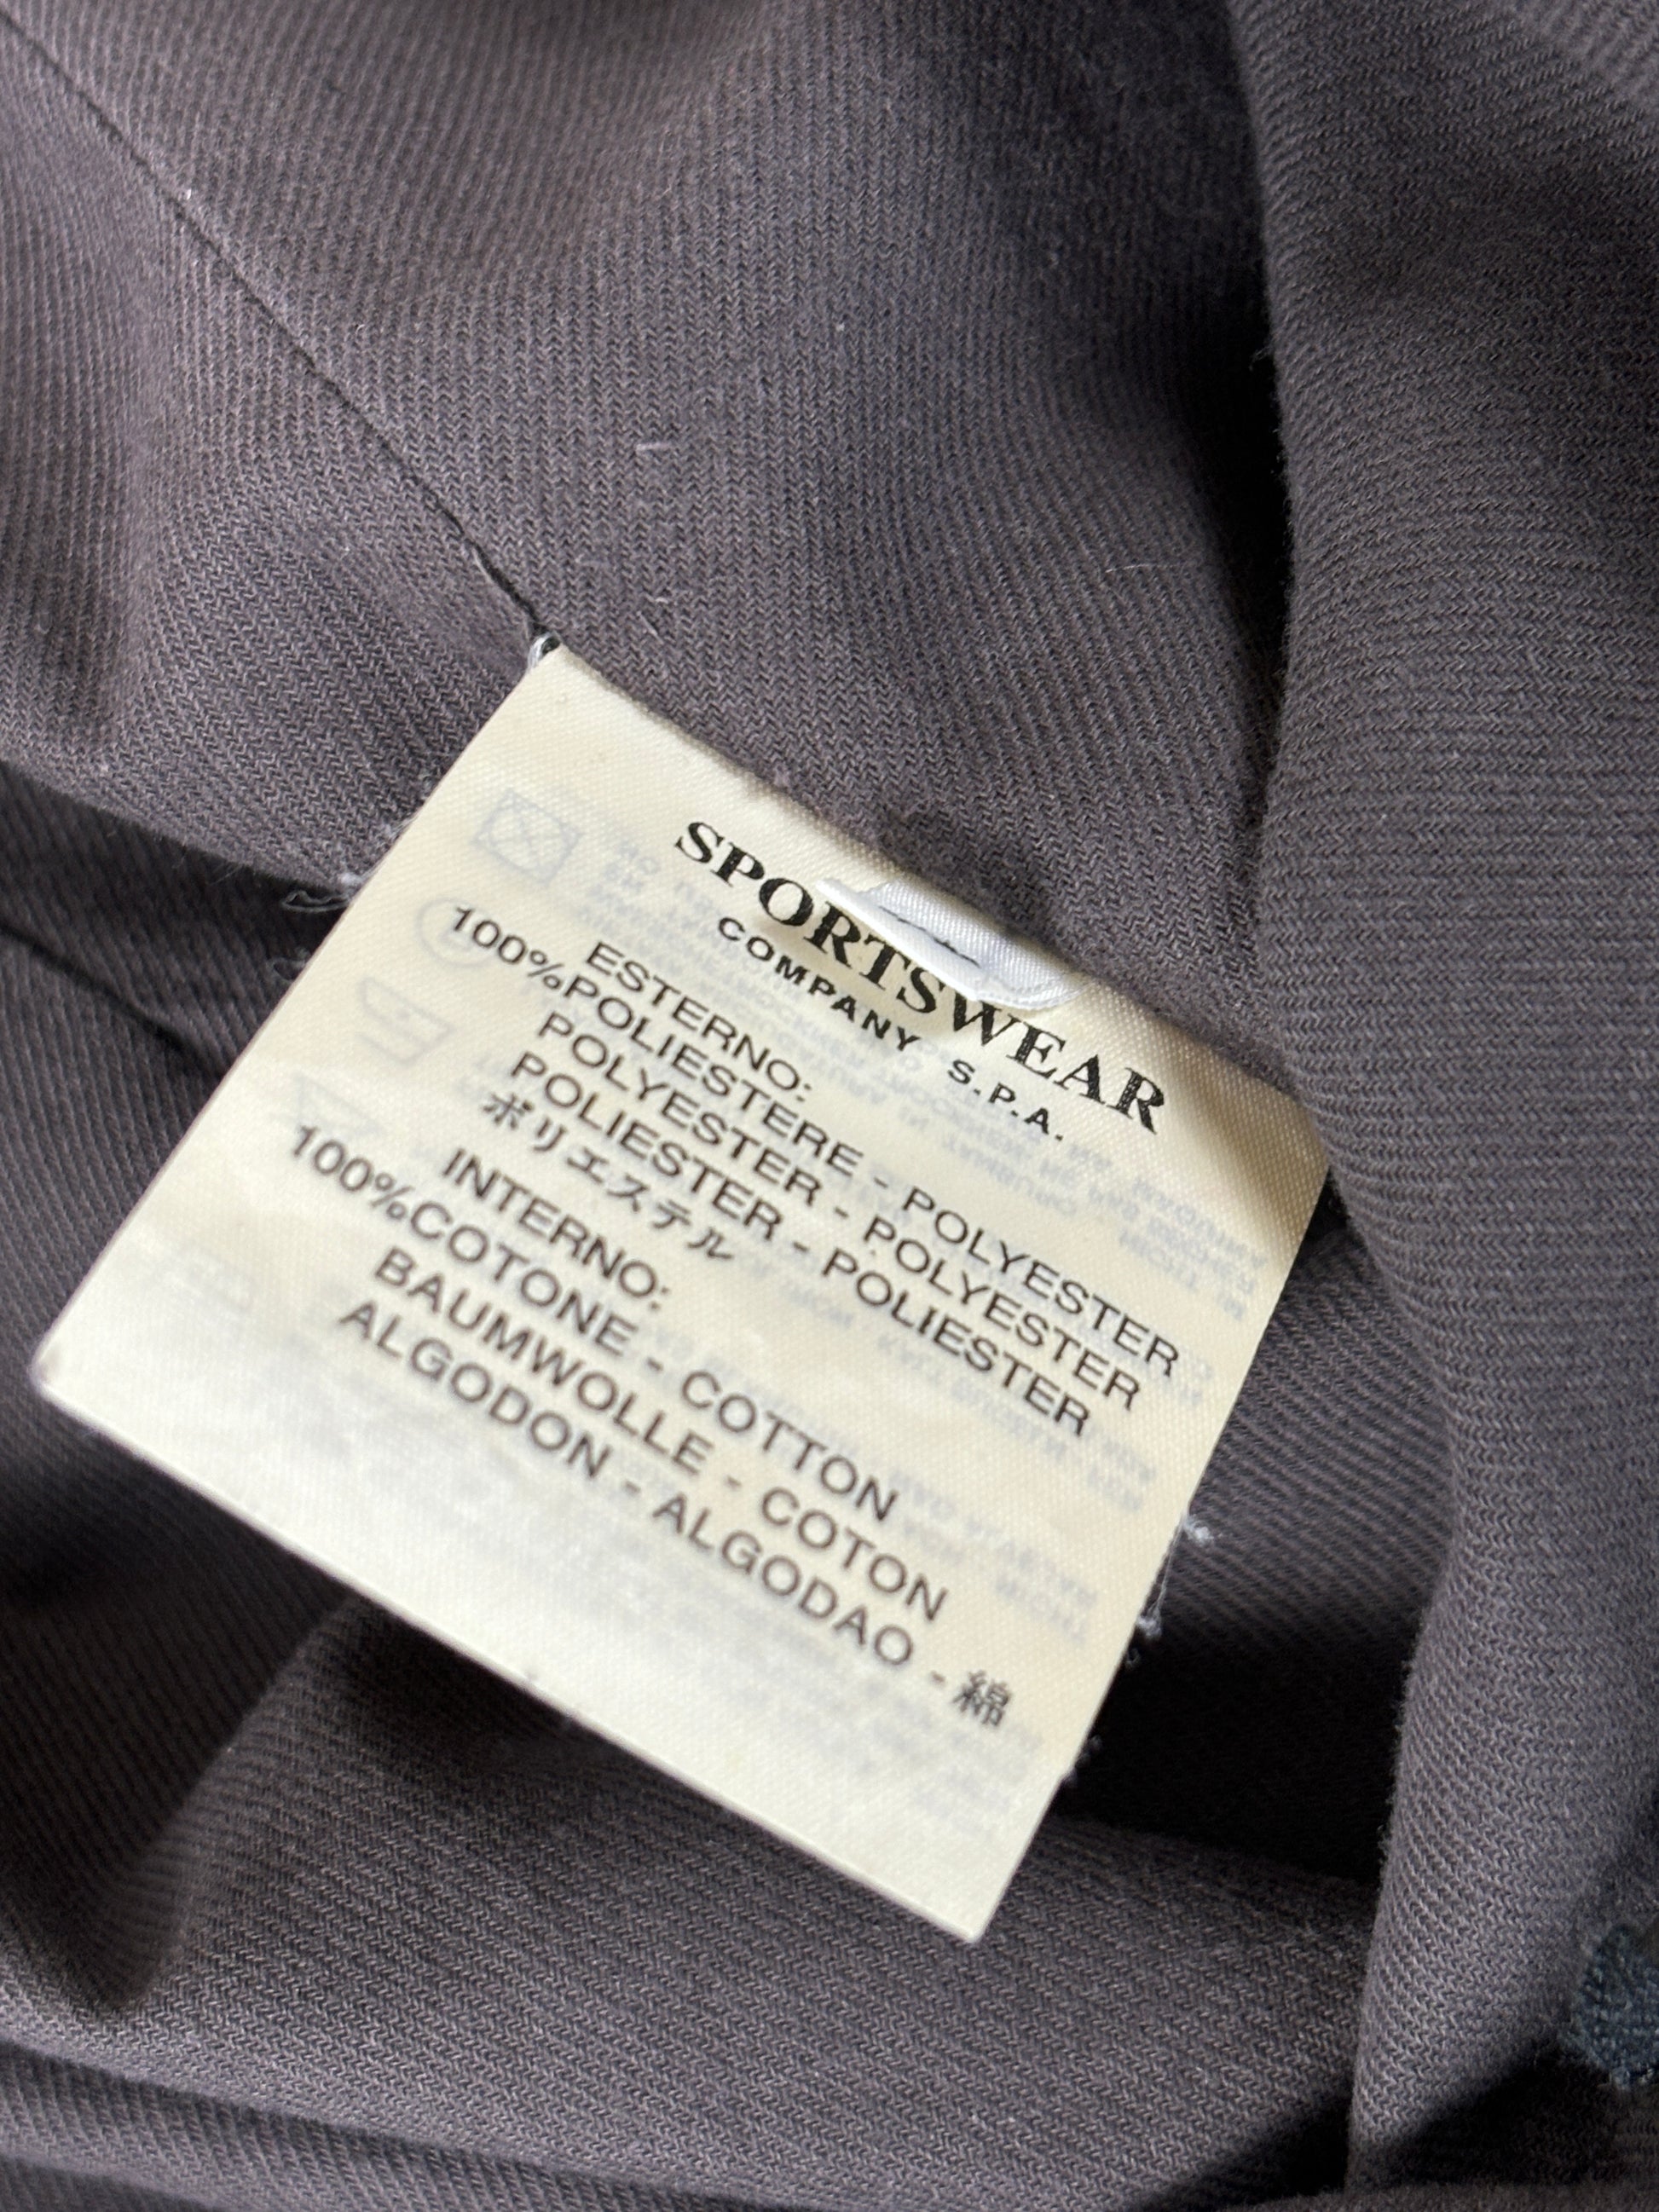 SPORTSWEAR
COMPANY S.P.A.
ESTERNO:
100%POLIESTERE - POLYESTER
POLYESTER - POLYESTER
POLIESTER - POLIESTER
ポリエステル
INTERNO:
100%COTONE - COTTON
BAUMWOLLE - COTON
ALGODON - ALGODAO - 綿